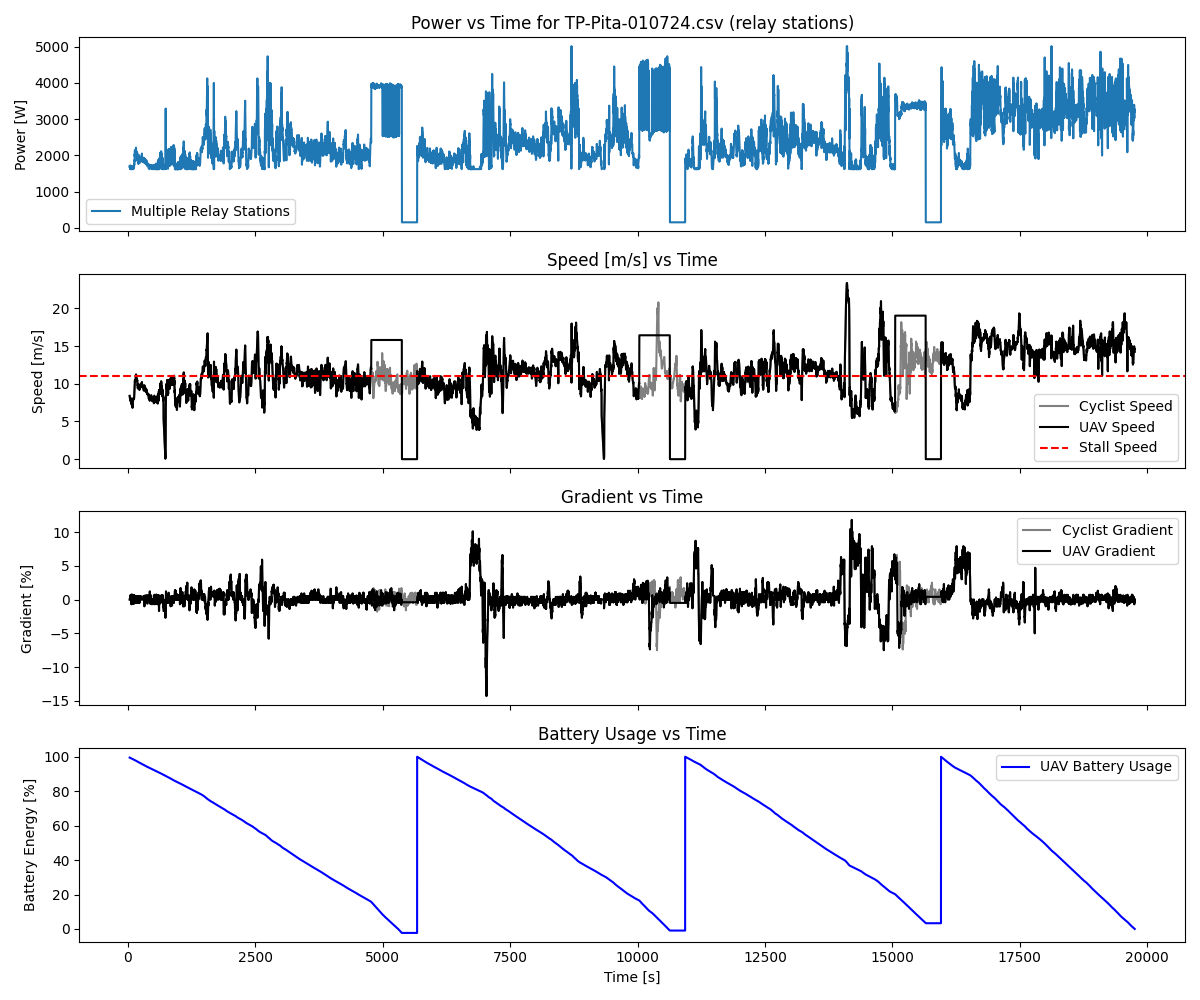 Power vs Time for TP-Pita-010724.csv (relay stations)
5000
4000
3000
2000
1000
0
Power [W]
Multiple Relay Stations
Speed [m/s] vs Time
20
15
10
5
0
Speed [m/s]
Cyclist Speed
UAV Speed
Stall Speed
Gradient vs Time
10
5
0
−5
−10
−15
Gradient [%]
Cyclist Gradient
UAV Gradient
Battery Usage vs Time
100
80
60
40
20
0
Battery Energy [%]
UAV Battery Usage
0 2500 5000 7500 10000 12500 15000 17500 20000
Time [s]